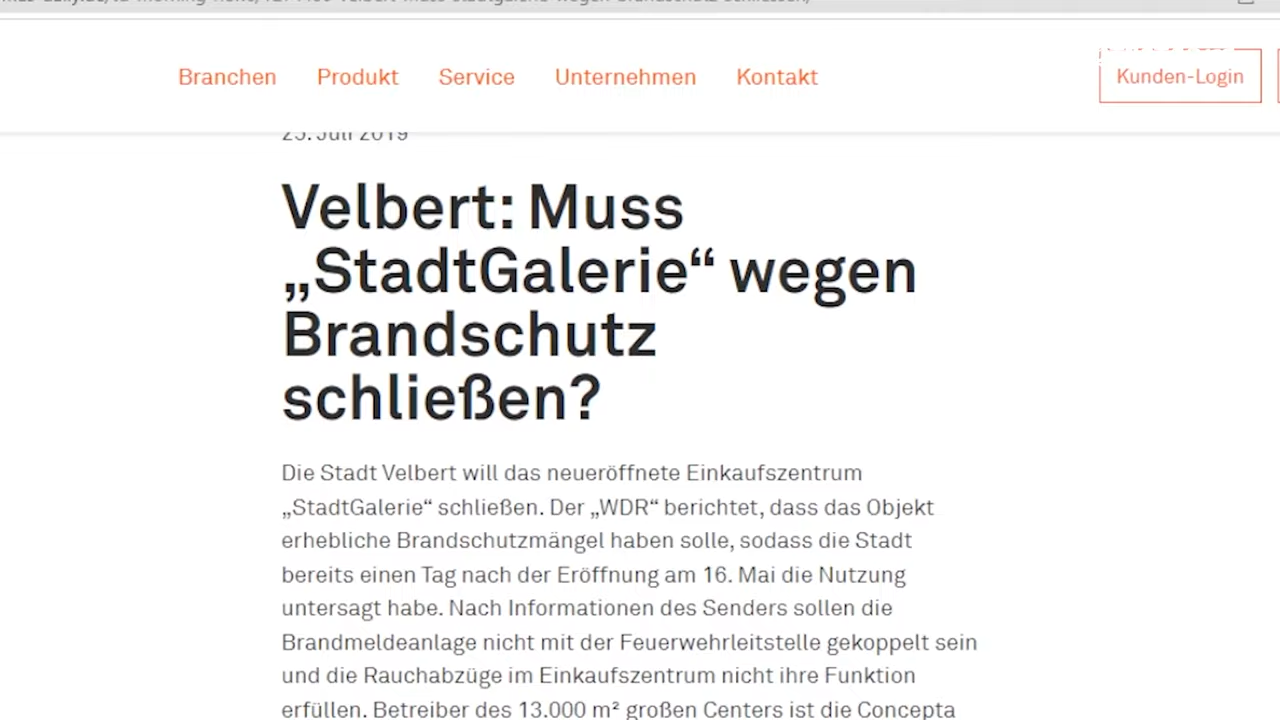 Branchen Produkt Service Unternehmen Kontakt
Kunden-Login
25. Juli 2019
Velbert: Muss
„StadtGalerie“ wegen
Brandschutz
schließen?
Die Stadt Velbert will das neueröffnete Einkaufszentrum
„StadtGalerie“ schließen. Der „WDR“ berichtet, dass das Objekt
erhebliche Brandschutzmängel haben solle, sodass die Stadt
bereits einen Tag nach der Eröffnung am 16. Mai die Nutzung
untersagt habe. Nach Informationen des Senders sollen die
Brandmeldeanlage nicht mit der Feuerwehrleitstelle gekoppelt sein
und die Rauchabzüge im Einkaufszentrum nicht ihre Funktion
erfüllen. Betreiber des 13.000 m² großen Centers ist die Concepta